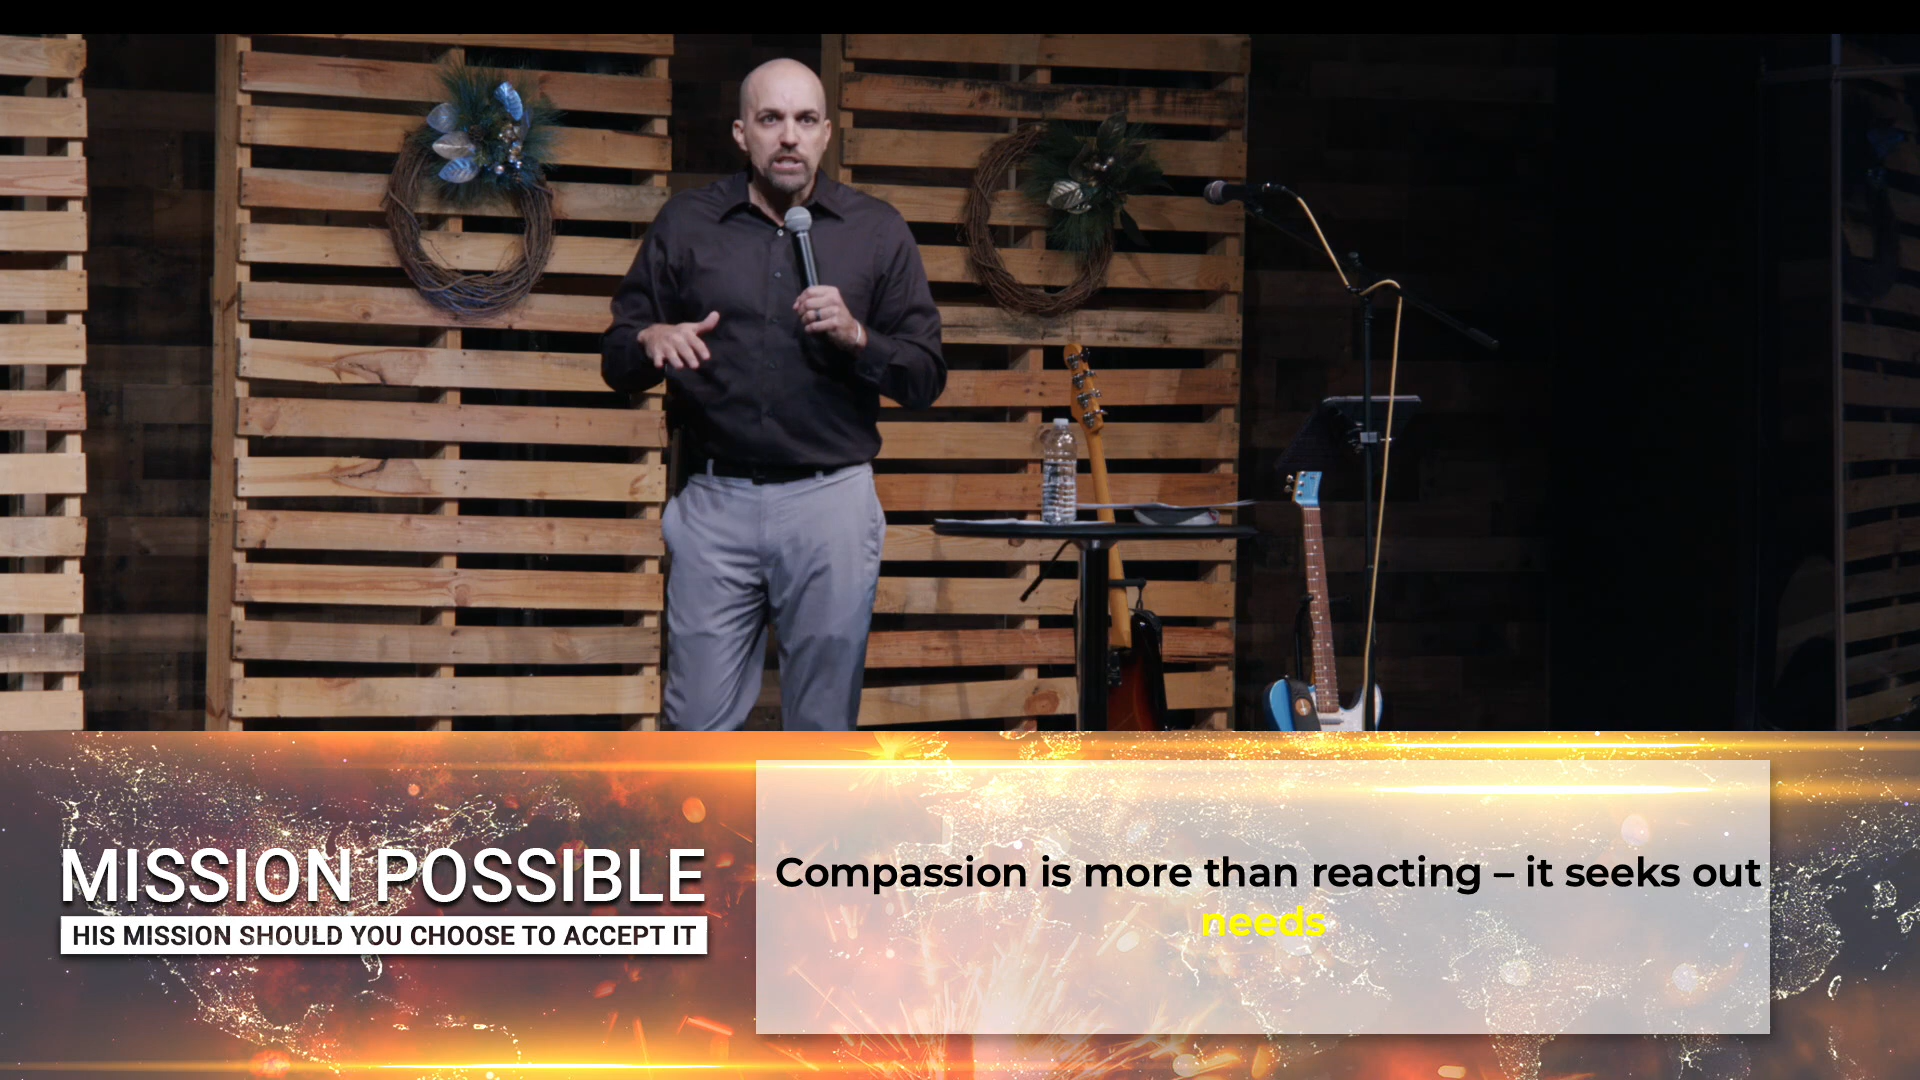 MISSION POSSIBLE
HIS MISSION SHOULD YOU CHOOSE TO ACCEPT IT
Compassion is more than reacting – it seeks out
needs